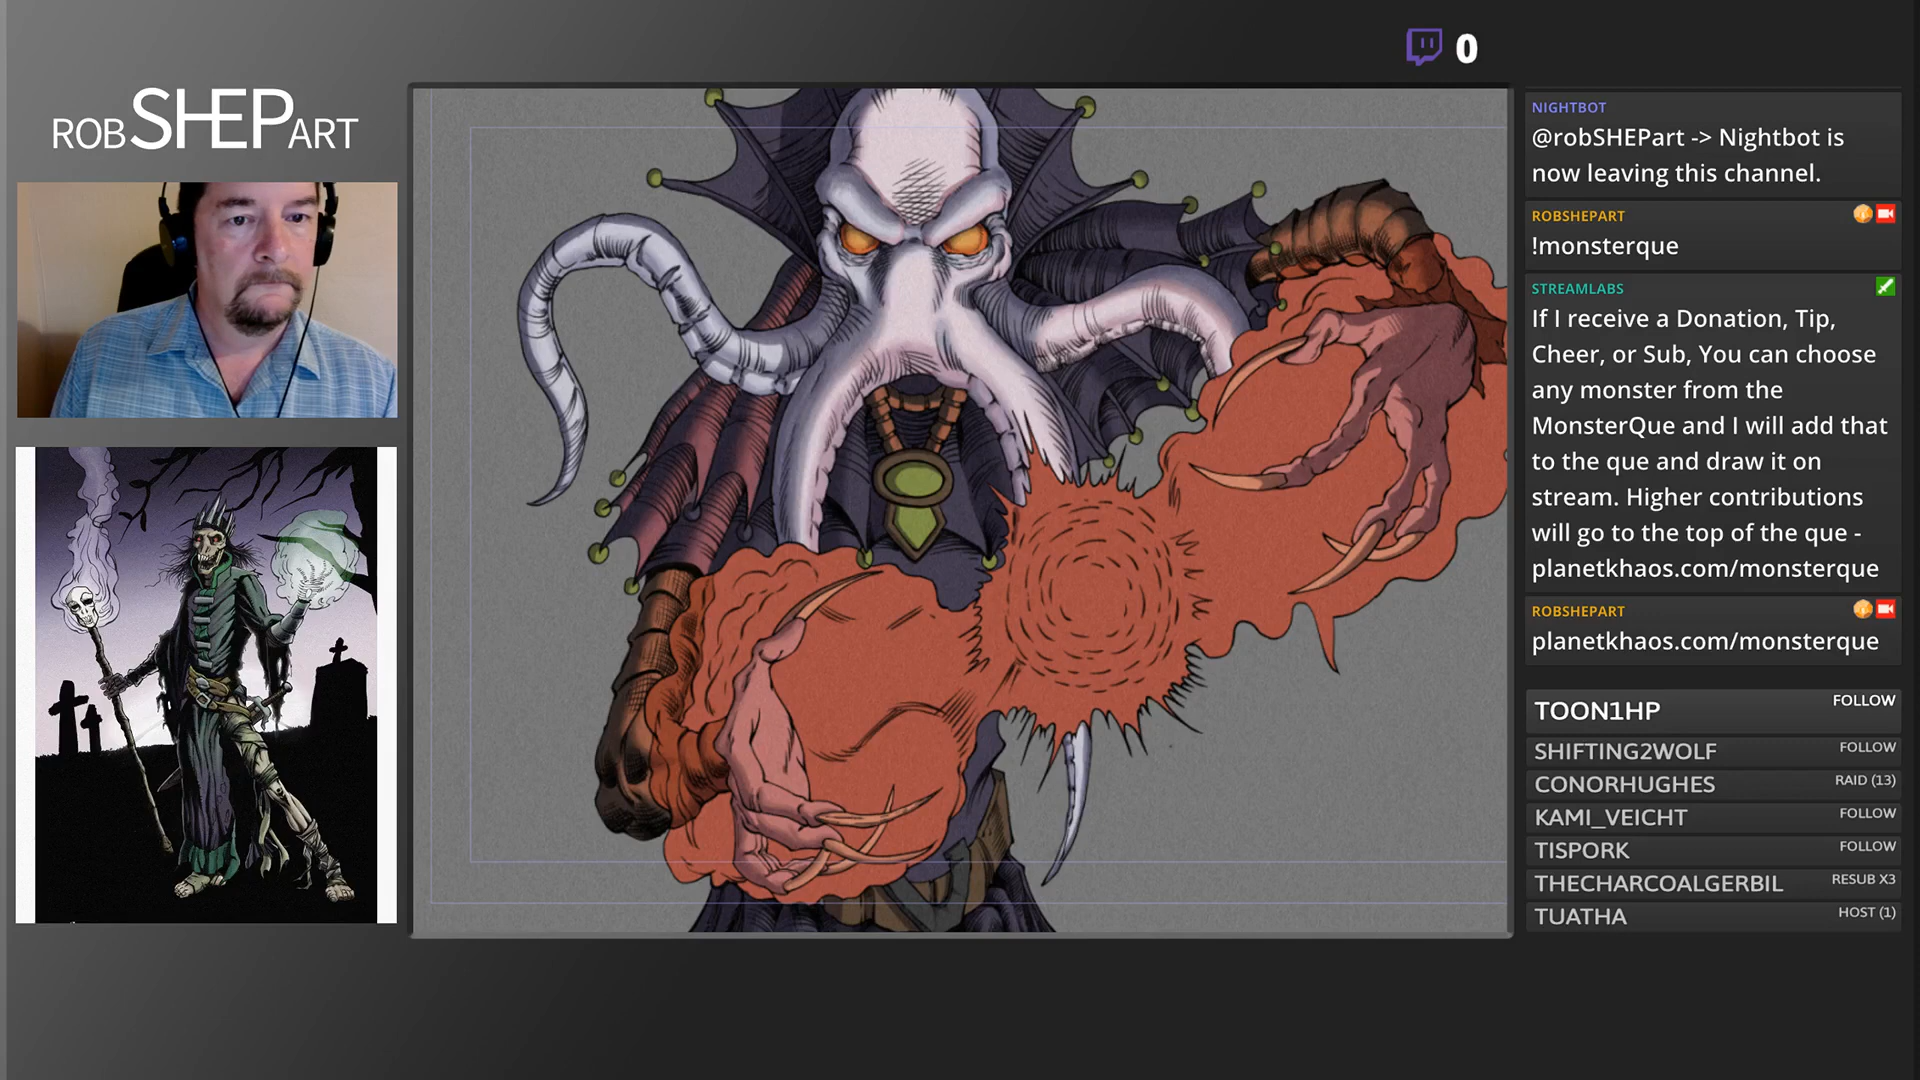 0
ROBSHEPART
NIGHTBOT
@robSHEPart -> Nightbot is
now leaving this channel.
ROBSHEPART
!monsterque
STREAMLABS
If I receive a Donation, Tip,
Cheer, or Sub, You can choose
any monster from the
MonsterQue and I will add that
to the que and draw it on
stream. Higher contributions
will go to the top of the que -
planetkhaos.com/monsterque
ROBSHEPART
planetkhaos.com/monsterque
TOON1HP FOLLOW
SHIFTING2WOLF FOLLOW
CONORHUGHES RAID (13)
KAMI_VEICHT FOLLOW
TISPORK FOLLOW
THECHARCOALGERBIL RESUB X3
TUATHA HOST (1)